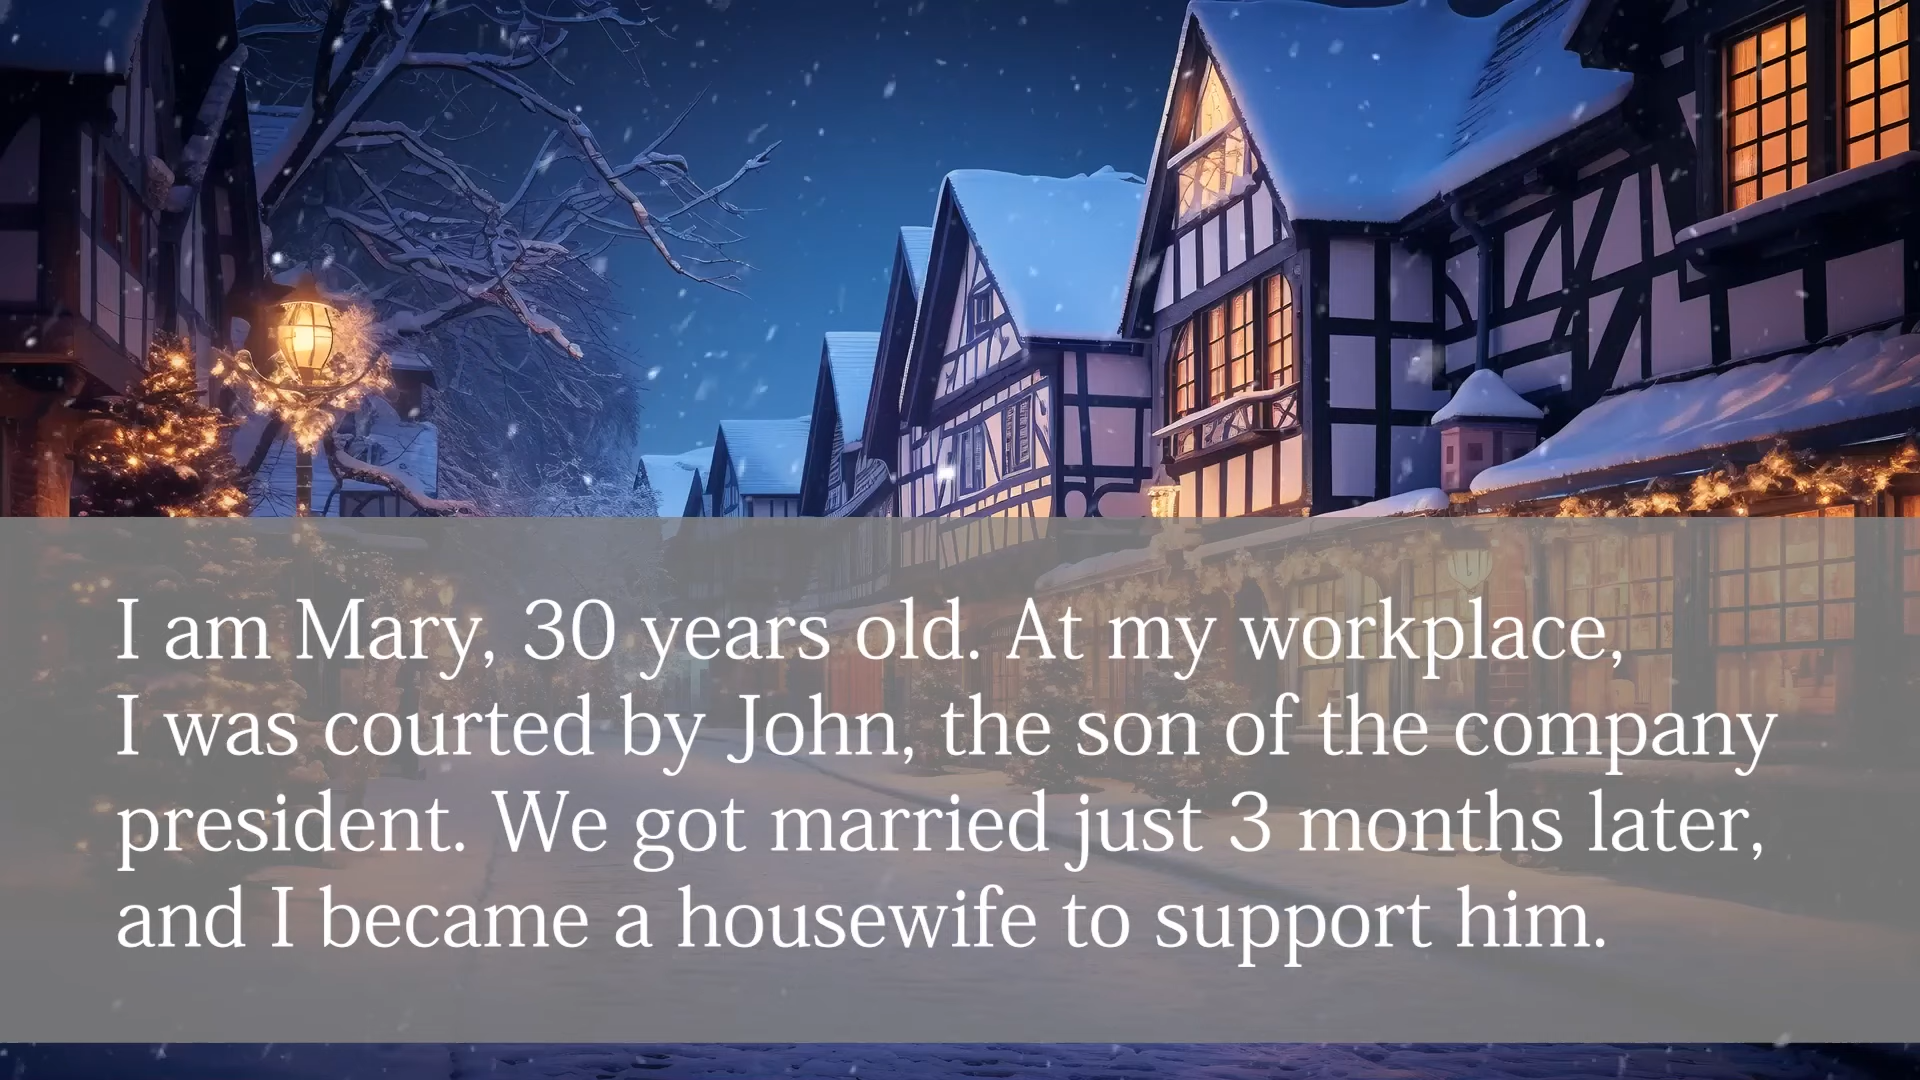 I am Mary, 30 years old. At my workplace,
I was courted by John, the son of the company
president. We got married just 3 months later,
and I became a housewife to support him.